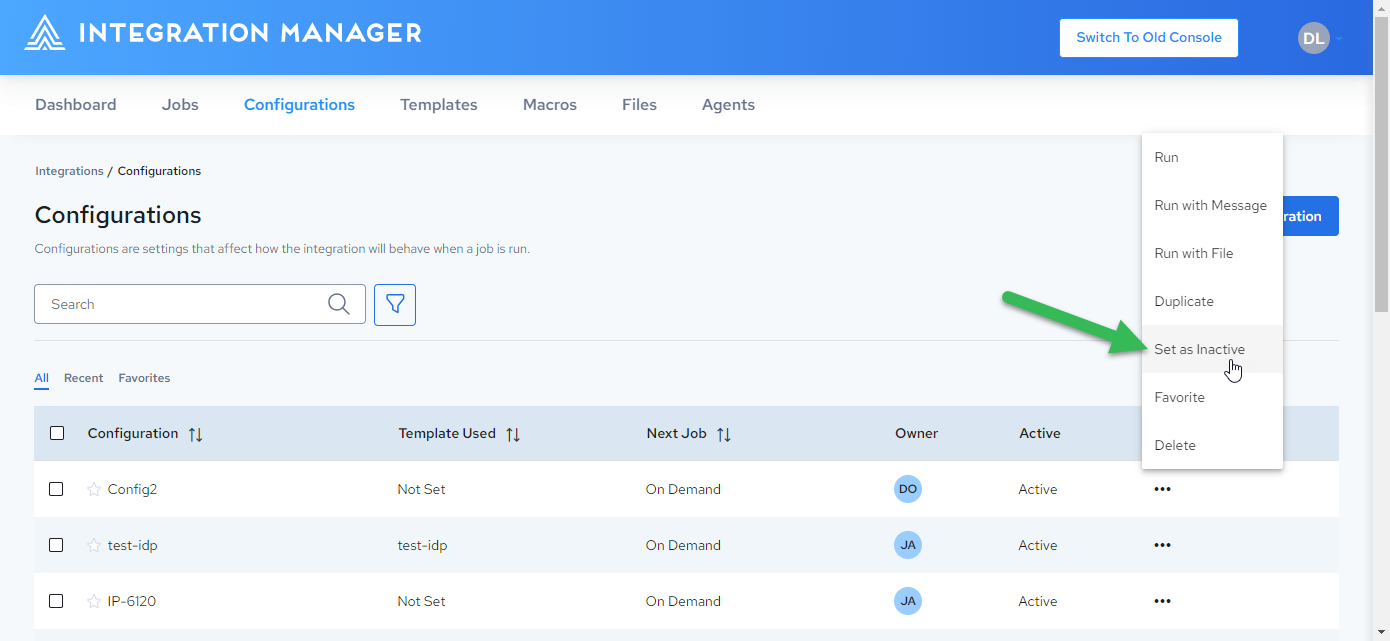 INTEGRATION MANAGER
Switch To Old Console
DL
Dashboard Jobs Configurations Templates Macros Files Agents
Integrations / Configurations
Configurations
Configurations are settings that affect how the integration will behave when a job is run.
Search
Run
Run with Message
Run with File
Duplicate
Set as Inactive
Favorite
Delete
All Recent Favorites
Configuration Template Used Next Job Owner Active
Config2 Not Set On Demand DO Active
test-idp test-idp On Demand JA Active
IP-6120 Not Set On Demand JA Active